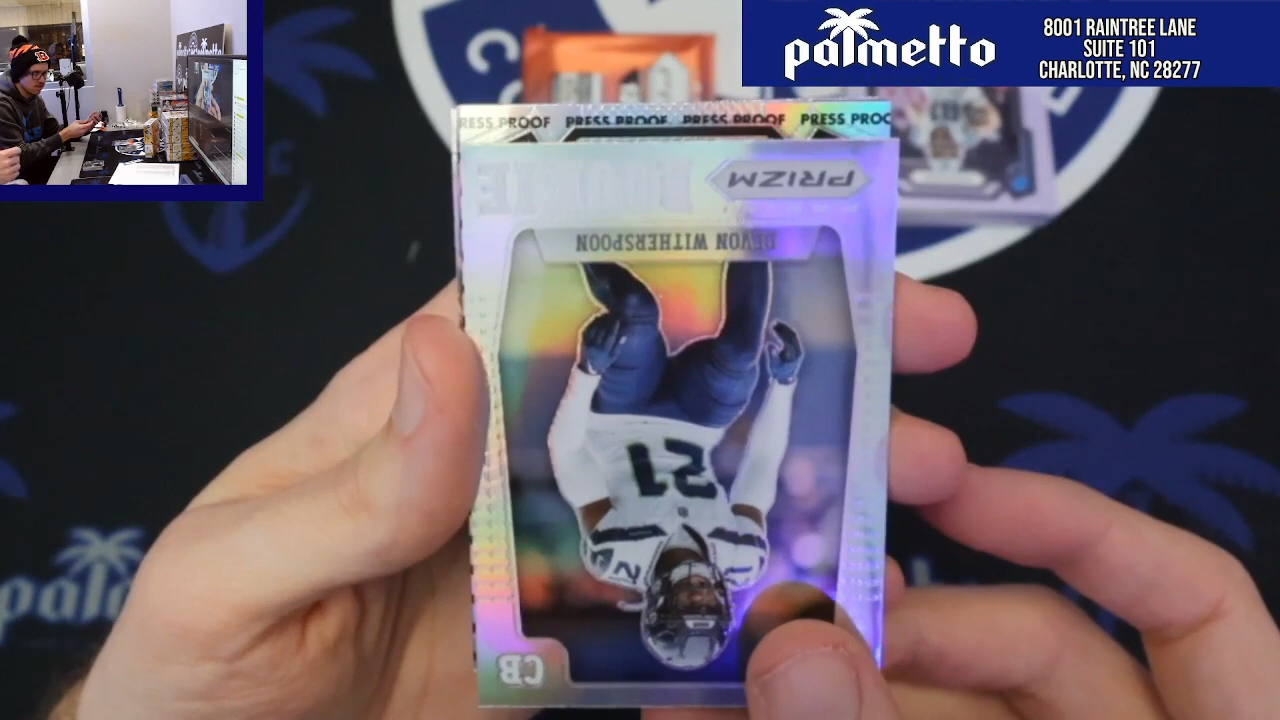 palmetto
8001 RAINTREE LANE
SUITE 101
CHARLOTTE, NC 28277
RESS PROOF PRESS PROOF PRESS PROOF PRESS PROO
ROOKIE
PRIZM
DEVON WITHERSPOON
21
CB